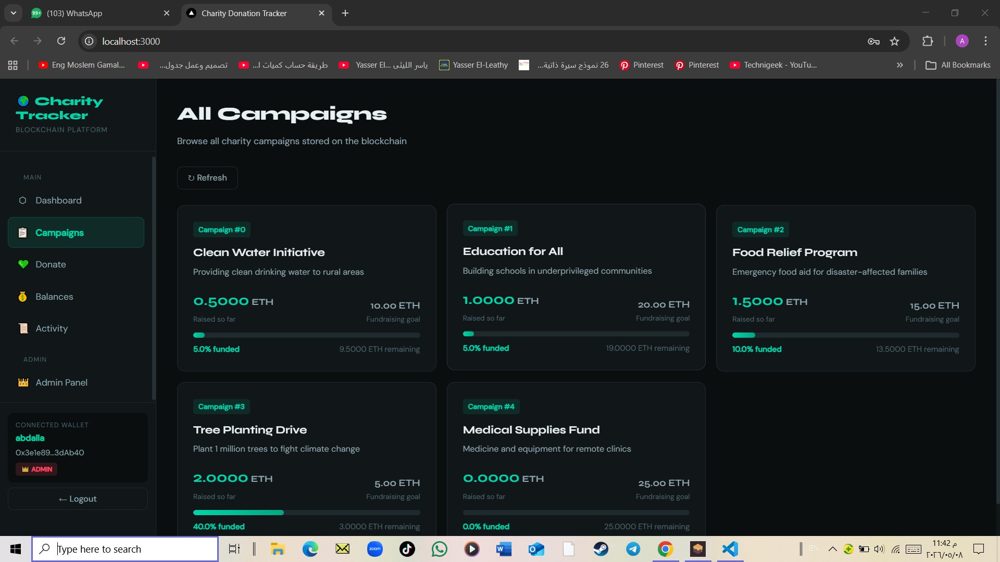 99+
(103) WhatsApp
Charity Donation Tracker
localhost:3000
A
Eng Moslem Gamal...
تصميم وعمل جدول...
طريقة حساب كميات ا...
ياسر الليثى ...Yasser El
Yasser El-Leathy
26 نموذج سيرة ذاتية...
Pinterest
Pinterest
Technigeek - YouTu...
All Bookmarks
Charity
Tracker
BLOCKCHAIN PLATFORM
MAIN
Dashboard
Campaigns
Donate
Balances
Activity
ADMIN
Admin Panel
CONNECTED WALLET
abdalla
0x3e1e89...3dAb40
ADMIN
← Logout
All Campaigns
Browse all charity campaigns stored on the blockchain
↻ Refresh
Campaign #0
Clean Water Initiative
Providing clean drinking water to rural areas
0.5000 ETH
10.00 ETH
Raised so far
Fundraising goal
5.0% funded
9.5000 ETH remaining
Campaign #1
Education for All
Building schools in underprivileged communities
1.0000 ETH
20.00 ETH
Raised so far
Fundraising goal
5.0% funded
19.0000 ETH remaining
Campaign #2
Food Relief Program
Emergency food aid for disaster-affected families
1.5000 ETH
15.00 ETH
Raised so far
Fundraising goal
10.0% funded
13.5000 ETH remaining
Campaign #3
Tree Planting Drive
Plant 1 million trees to fight climate change
2.0000 ETH
5.00 ETH
Raised so far
Fundraising goal
40.0% funded
3.0000 ETH remaining
Campaign #4
Medical Supplies Fund
Medicine and equipment for remote clinics
0.0000 ETH
25.00 ETH
Raised so far
Fundraising goal
0.0% funded
25.0000 ETH remaining
Type here to search
zoom
EN
11:42 م
٢٠٢٦/٠٥/٠٨